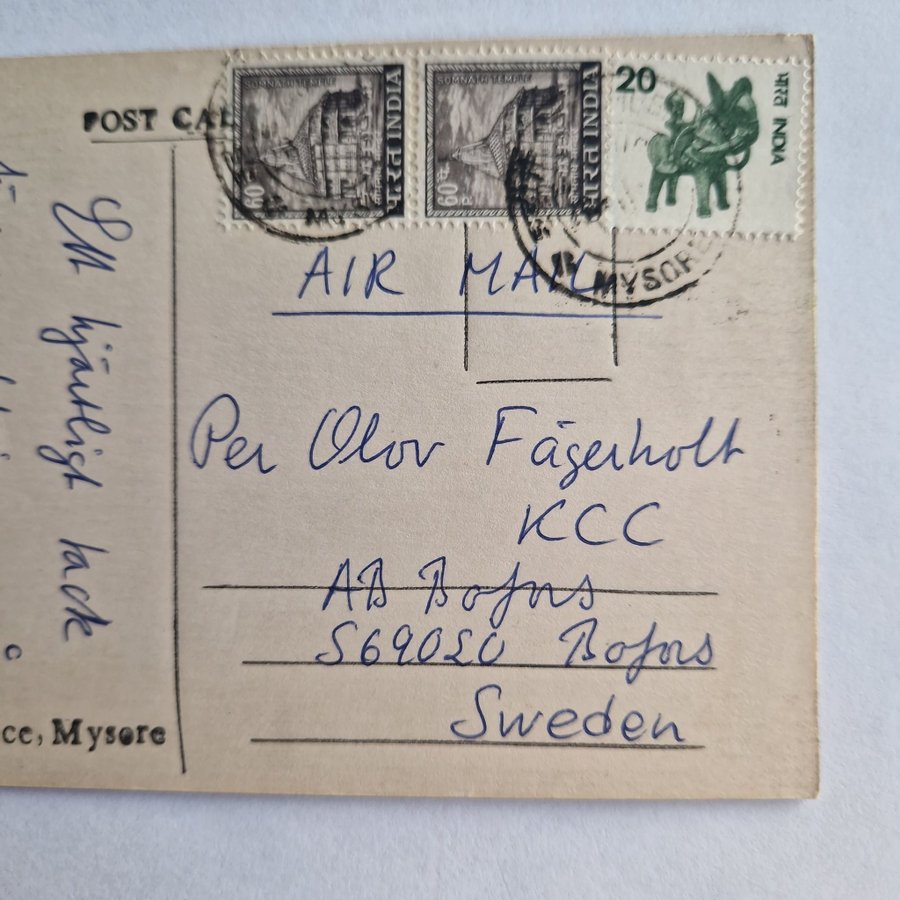 POST CA
SOMNATH TEMPLE
60 P
भारत INDIA
SOMNATH TEMPLE
60 P
भारत INDIA
20
भारत INDIA
MYSORE
AIR MAIL
Per Olov Fägerholt
KCC
AB Bofors
S69020 Bofors
Sweden
Ett hjärtligt tack
ce, Mysore